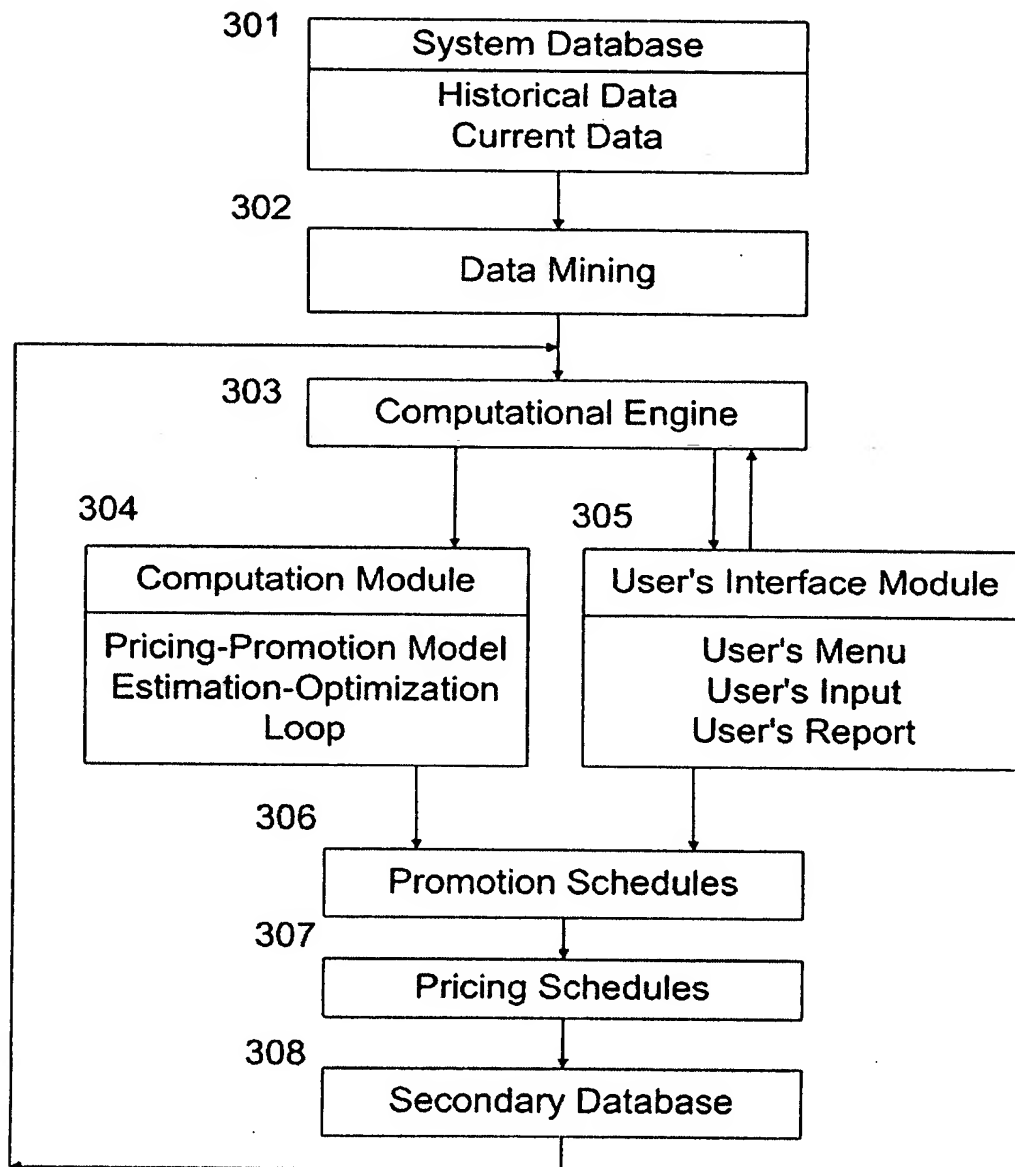 301
System Database
Historical Data
Current Data
302
Data Mining
303
Computational Engine
304
Computation Module
Pricing-Promotion Model
Estimation-Optimization
Loop
305
User's Interface Module
User's Menu
User's Input
User's Report
306
Promotion Schedules
307
Pricing Schedules
308
Secondary Database